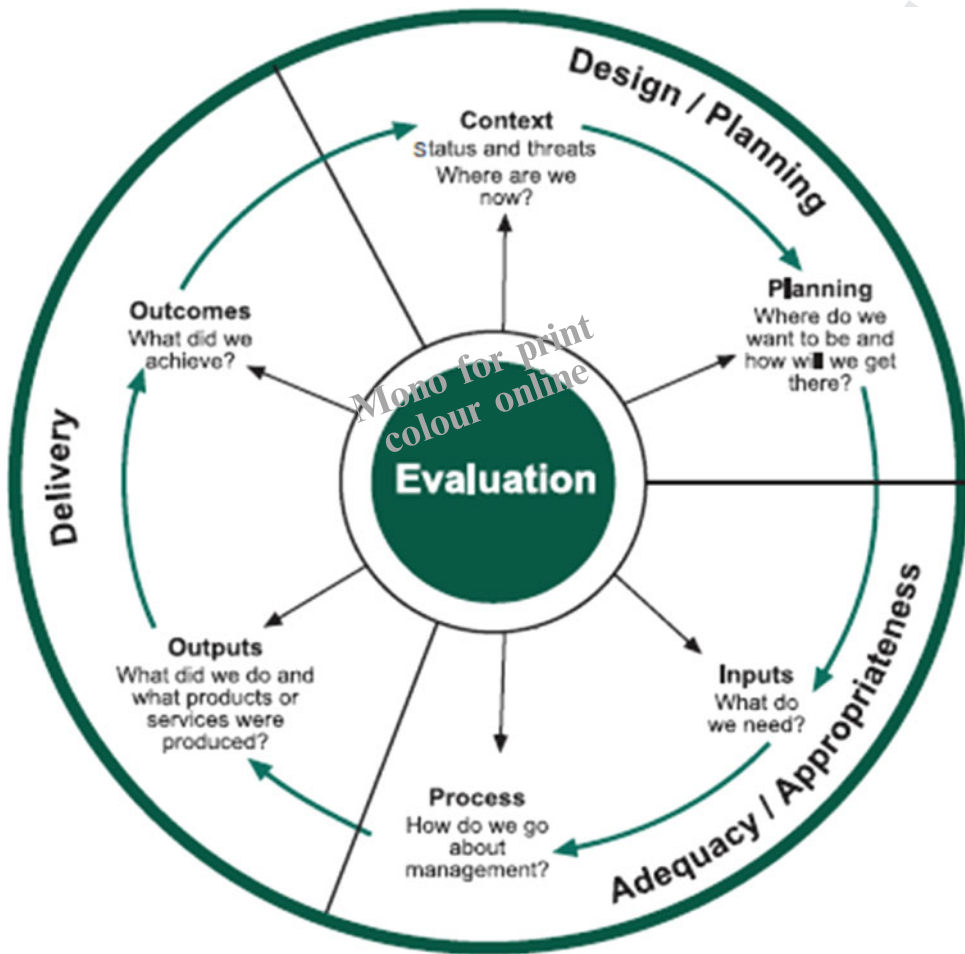 Design / Planning
Context
Status and threats
Where are we
now?
Planning
Where do we
want to be and
how will we get
there?
Outcomes
What did we
achieve?
Mono for print
colour online
Evaluation
Delivery
Outputs
What did we do and
what products or
services were
produced?
Inputs
What do
we need?
Process
How do we go
about
management?
Adequacy / Appropriateness